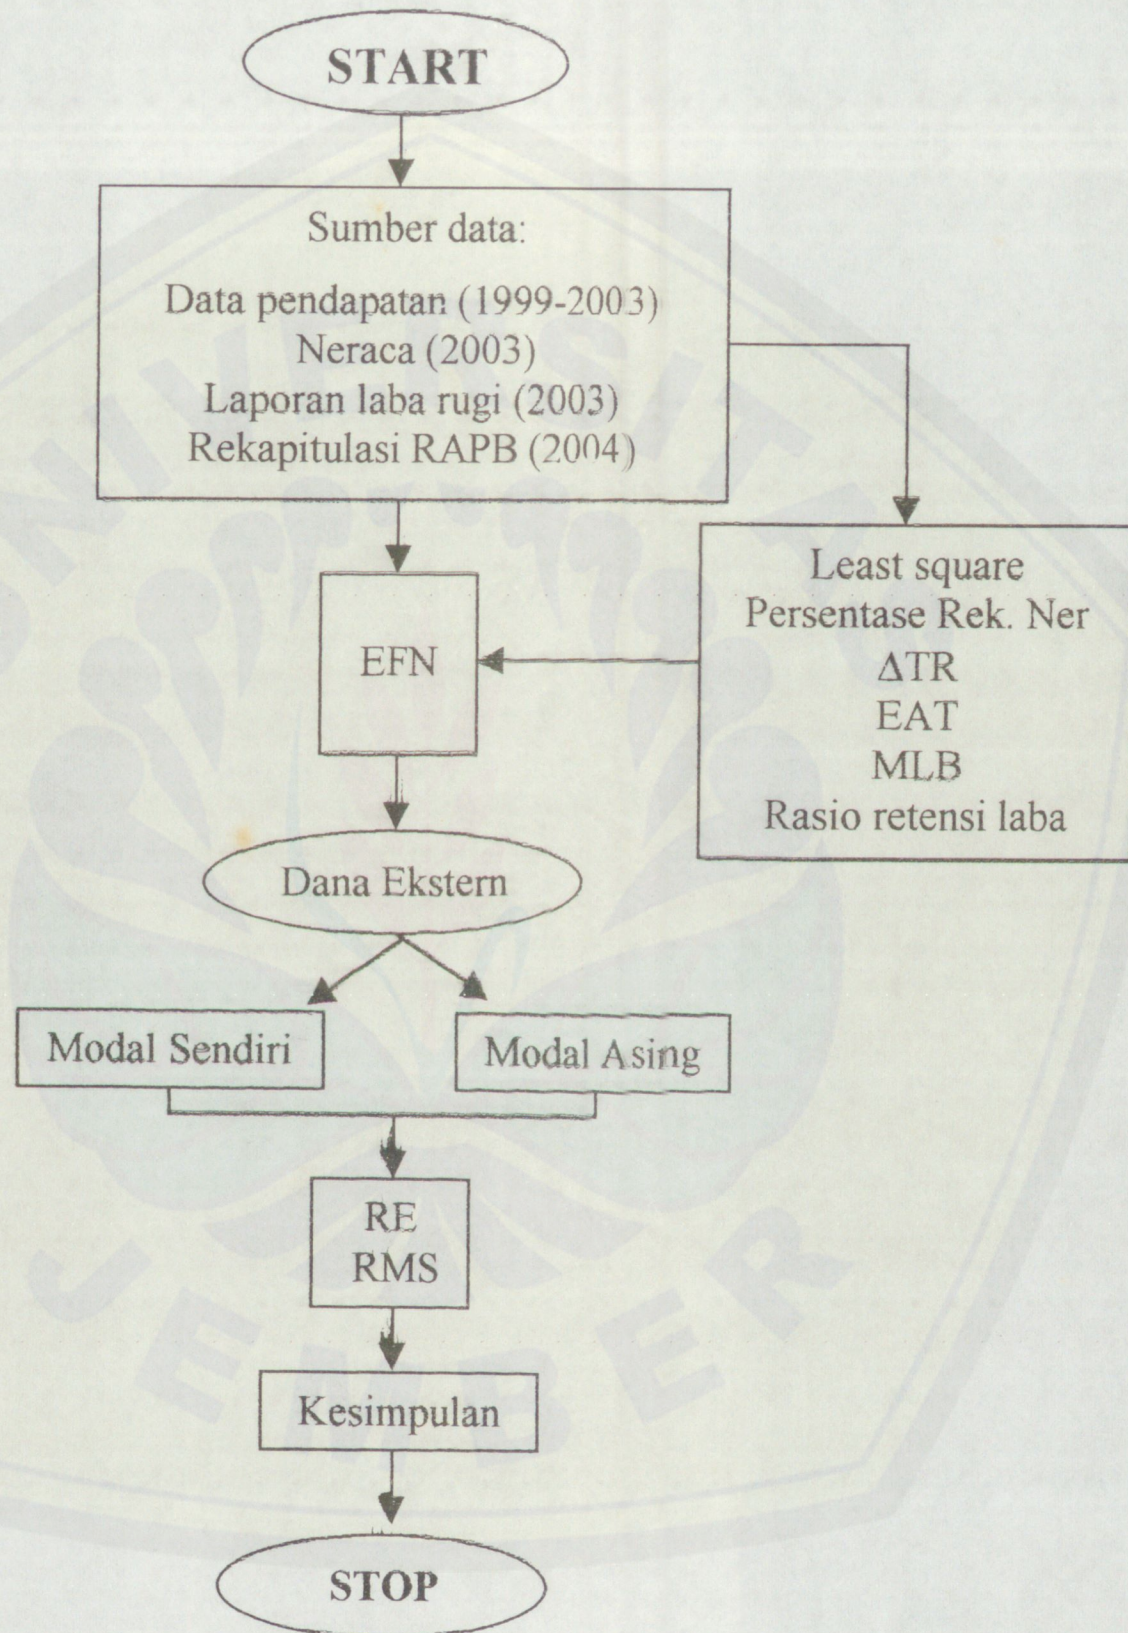 START
Sumber data:
Data pendapatan (1999-2003)
Neraca (2003)
Laporan laba rugi (2003)
Rekapitulasi RAPB (2004)
Least square
Persentase Rek. Ner
ΔTR
EAT
MLB
Rasio retensi laba
EFN
Dana Ekstern
Modal Sendiri
Modal Asing
RE
RMS
Kesimpulan
STOP
UNIVERSITAS
JEMBER